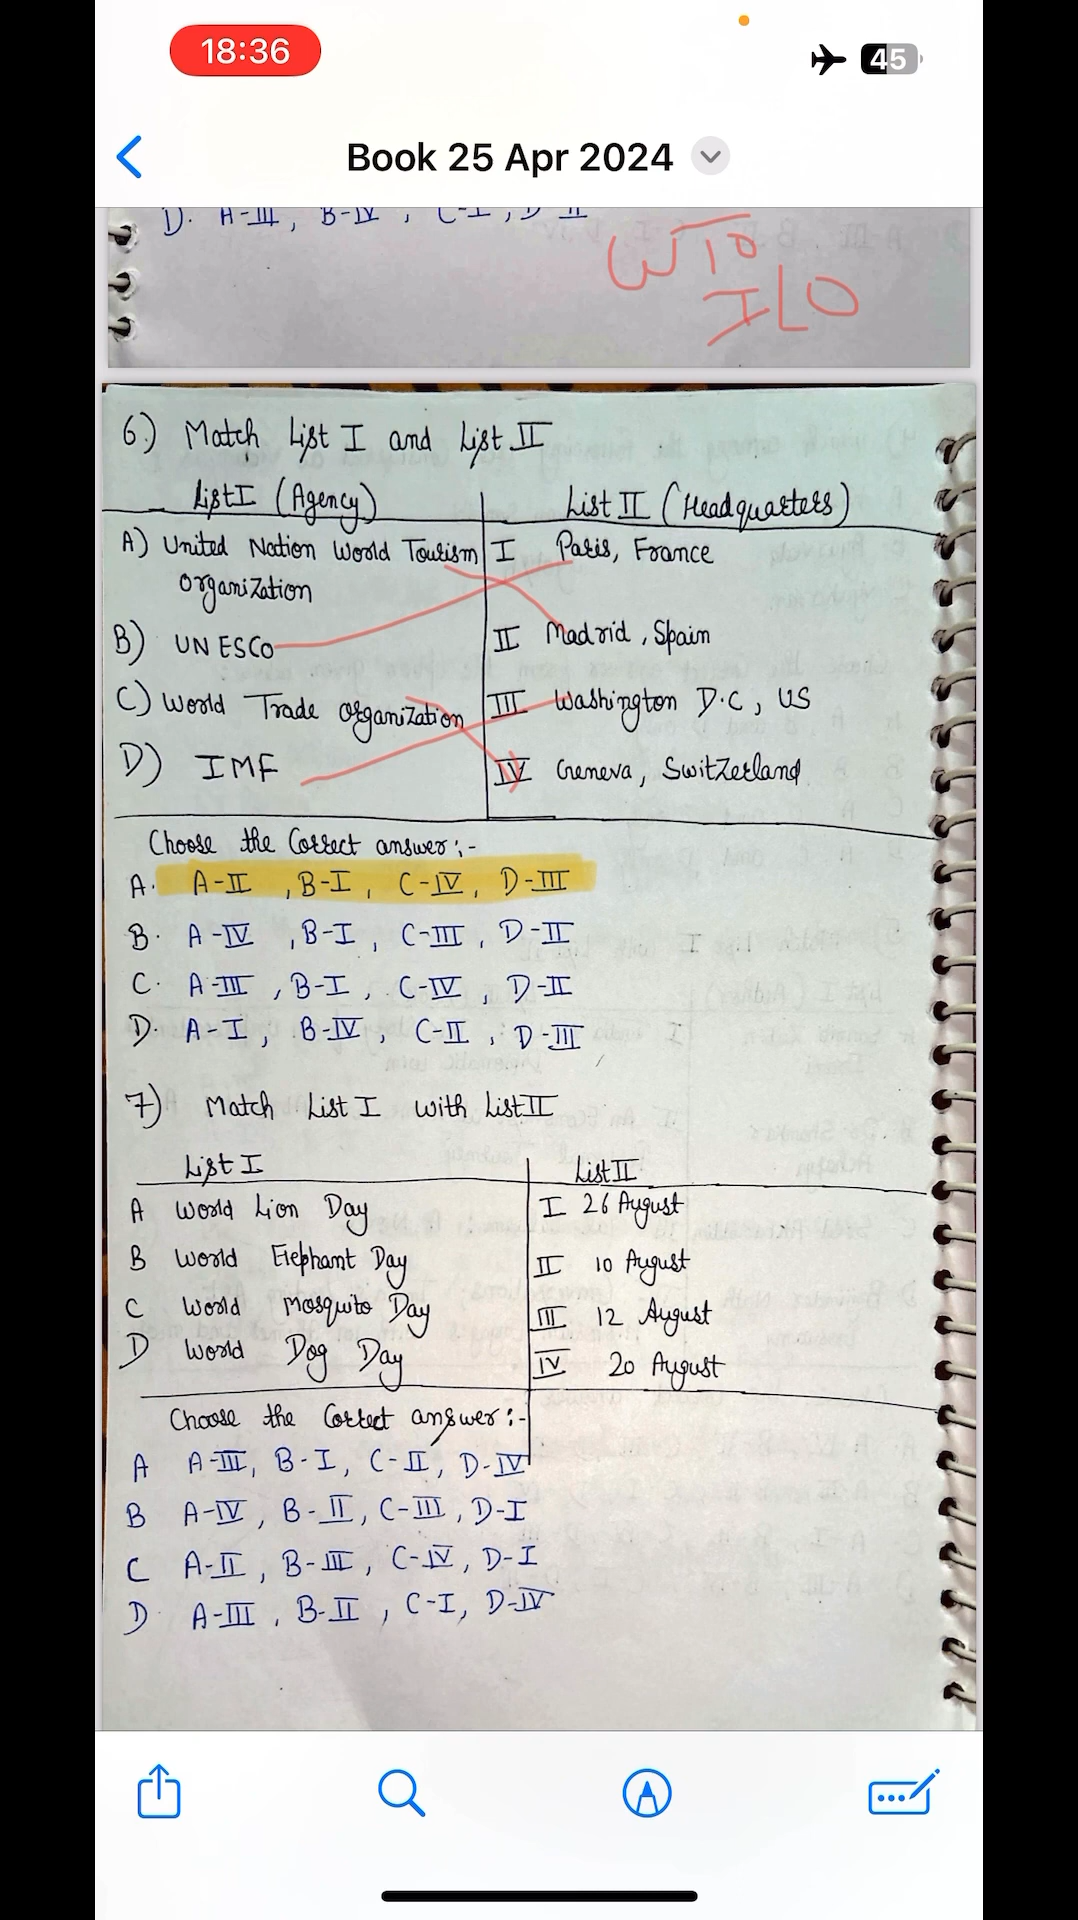 18:36
45
Book 25 Apr 2024
D. A-III, B-IV, C-I, D-II
WTO
ILO
6.) Match List I and List II
List I (Agency) List II (Headquarters)
A) United Nation World Tourism I Paris, France
Organization
B) UNESCO II Madrid, Spain
C) World Trade Organization III Washington D.C, US
D) IMF IV Geneva, Switzerland
Choose the Correct answer:-
A. A-II, B-I, C-IV, D-III
B. A-IV, B-I, C-III, D-II
C. A-III, B-I, C-IV, D-II
D. A-I, B-IV, C-II, D-III
7) Match List I with List II
List I List II
A World Lion Day I 26 August
B World Elephant Day II 10 August
C World Mosquito Day III 12 August
D World Dog Day IV 20 August
Choose the Correct answer:-
A A-III, B-I, C-II, D-IV
B A-IV, B-II, C-III, D-I
C A-II, B-III, C-IV, D-I
D. A-III, B-II, C-I, D-IV